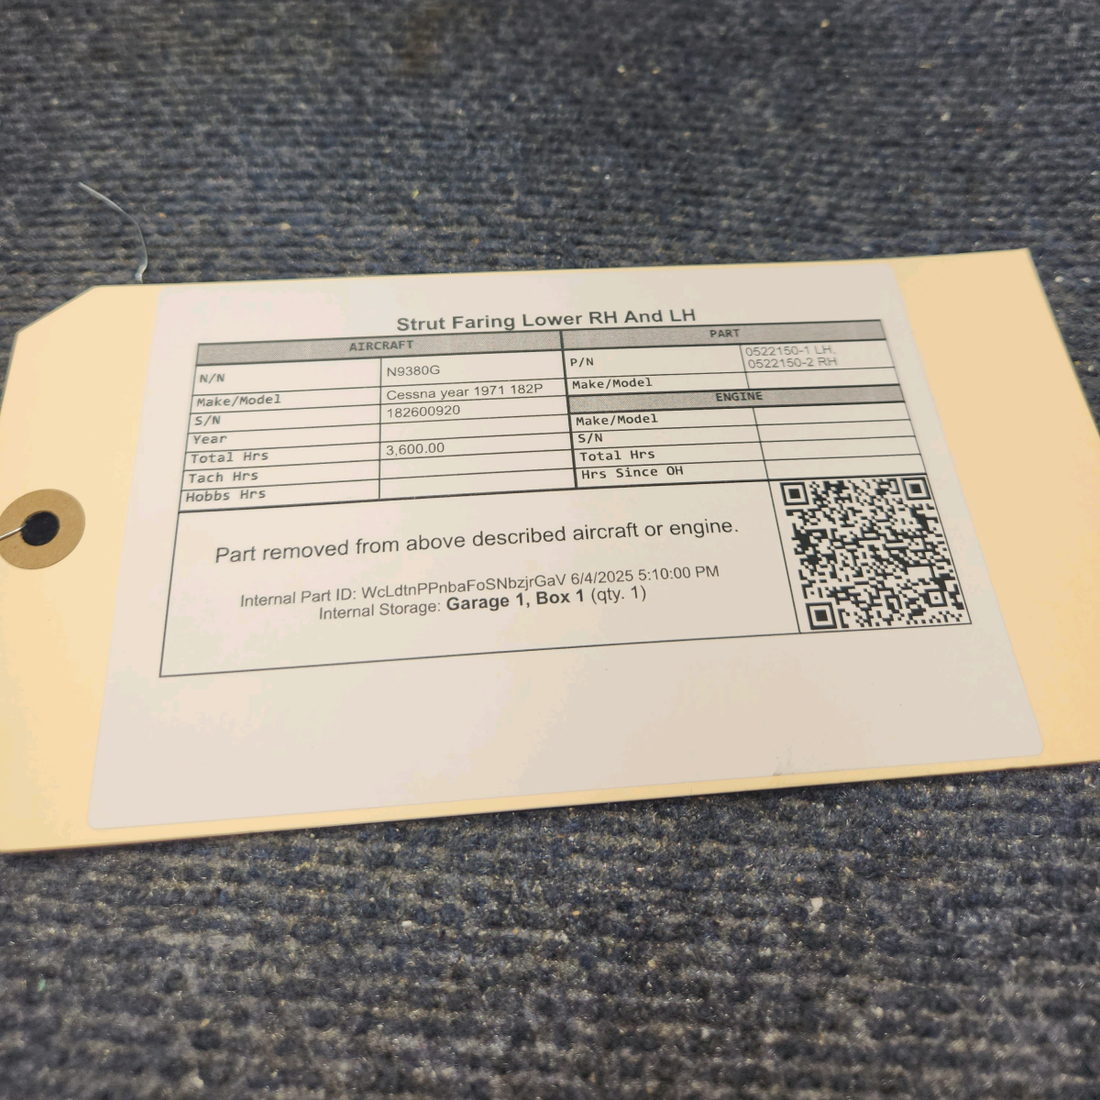 Strut Faring Lower RH And LH
AIRCRAFT
N/N N9380G
Make/Model Cessna year 1971 182P
S/N 182600920
Year
Total Hrs 3,600.00
Tach Hrs
Hobbs Hrs
PART
P/N 0522150-1 LH,
0522150-2 RH
Make/Model
ENGINE
Make/Model
S/N
Total Hrs
Hrs Since OH
Part removed from above described aircraft or engine.
Internal Part ID: WcLdtnPPnbaFoSNbzjrGaV 6/4/2025 5:10:00 PM
Internal Storage: Garage 1, Box 1 (qty. 1)